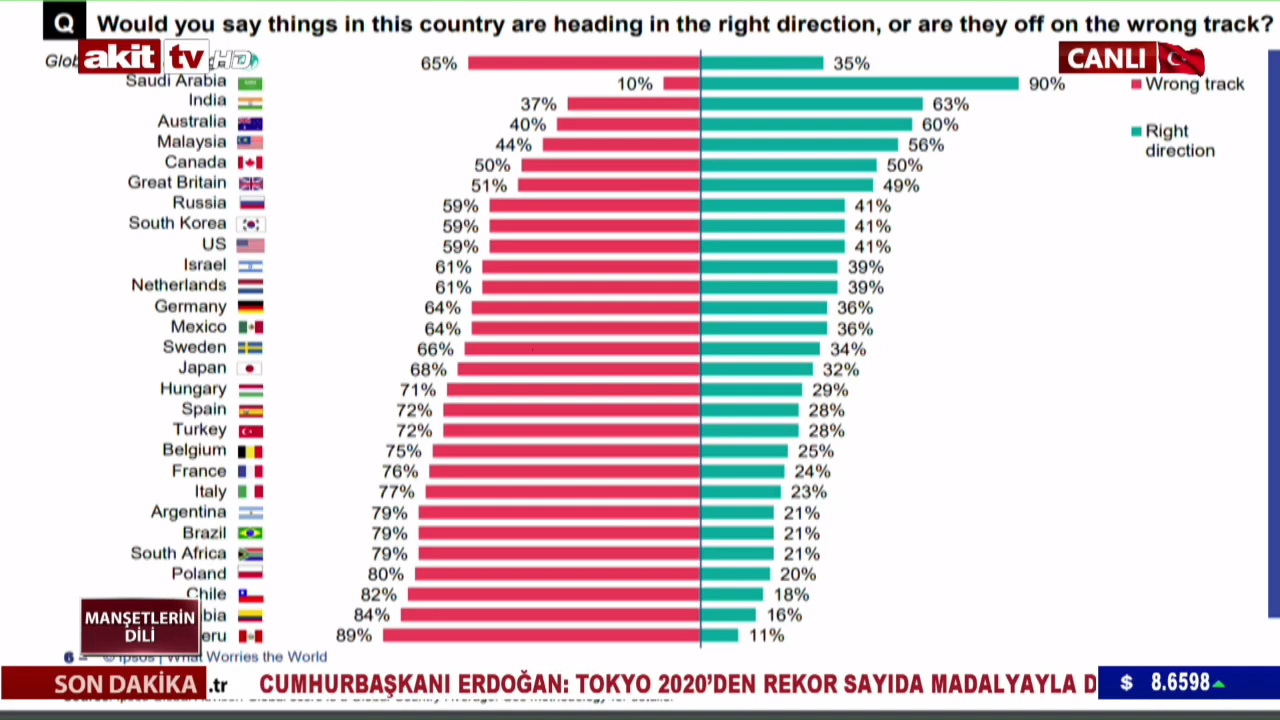 Q Would you say things in this country are heading in the right direction, or are they off on the wrong track?
akit tv HD
CANLI
65% 35%
Saudi Arabia 10% 90%
Wrong track
India 37% 63%
Australia 40% 60%
Right
direction
Malaysia 44% 56%
Canada 50% 50%
Great Britain 51% 49%
Russia 59% 41%
South Korea 59% 41%
US 59% 41%
Israel 61% 39%
Netherlands 61% 39%
Germany 64% 36%
Mexico 64% 36%
Sweden 66% 34%
Japan 68% 32%
Hungary 71% 29%
Spain 72% 28%
Turkey 72% 28%
Belgium 75% 25%
France 76% 24%
Italy 77% 23%
Argentina 79% 21%
Brazil 79% 21%
South Africa 79% 21%
Poland 80% 20%
Chile 82% 18%
bia 84% 16%
eru 89% 11%
MANŞETLERİN
DİLİ
6 – © Ipsos | What Worries the World
SON DAKİKA .tr CUMHURBAŞKANI ERDOĞAN: TOKYO 2020’DEN REKOR SAYIDA MADALYAYLA D
$ 8.6598